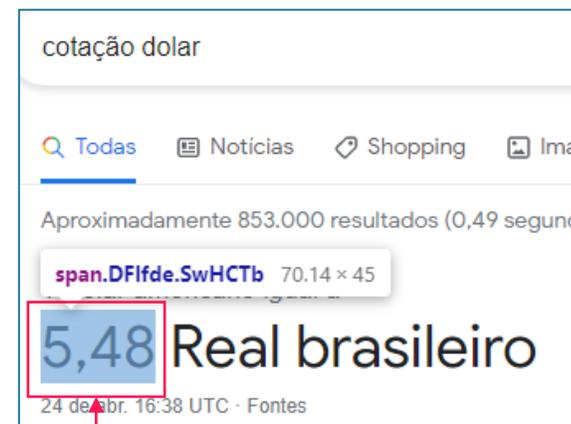 cotação dolar
Todas Notícias Shopping Ima
Aproximadamente 853.000 resultados (0,49 segund
span.DFlfde.SwHCTb 70.14 × 45
5,48 Real brasileiro
24 de abr. 16:38 UTC · Fontes